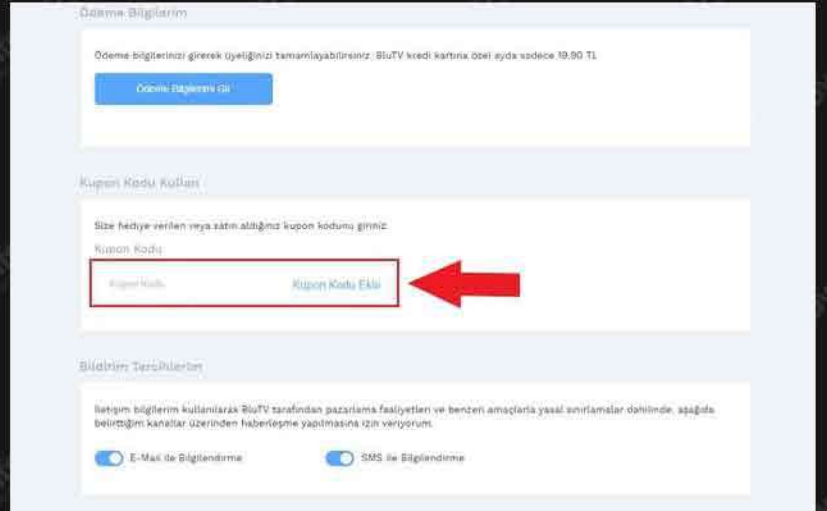 Ödeme Bilgilerim
Ödeme bilgilerinizi girerek üyeliğinizi tamamlayabilirsiniz. BluTV kredi kartına özel ayda sadece 19.90 TL
Ödeme Bilgilerini Gir
Kupon Kodu Kullan
Size hediye verilen veya satın aldığınız kupon kodunu giriniz
Kupon Kodu
Kupon Kodu Kupon Kodu Ekle
Bildirim Tercihlerim
İletişim bilgilerim kullanılarak BluTV tarafından pazarlama faaliyetleri ve benzeri amaçlarla yasal sınırlamalar dahilinde, aşağıda
belirttiğim kanallar üzerinden haberleşme yapılmasına izin veriyorum.
E-Mail ile Bilgilendirme SMS ile Bilgilendirme